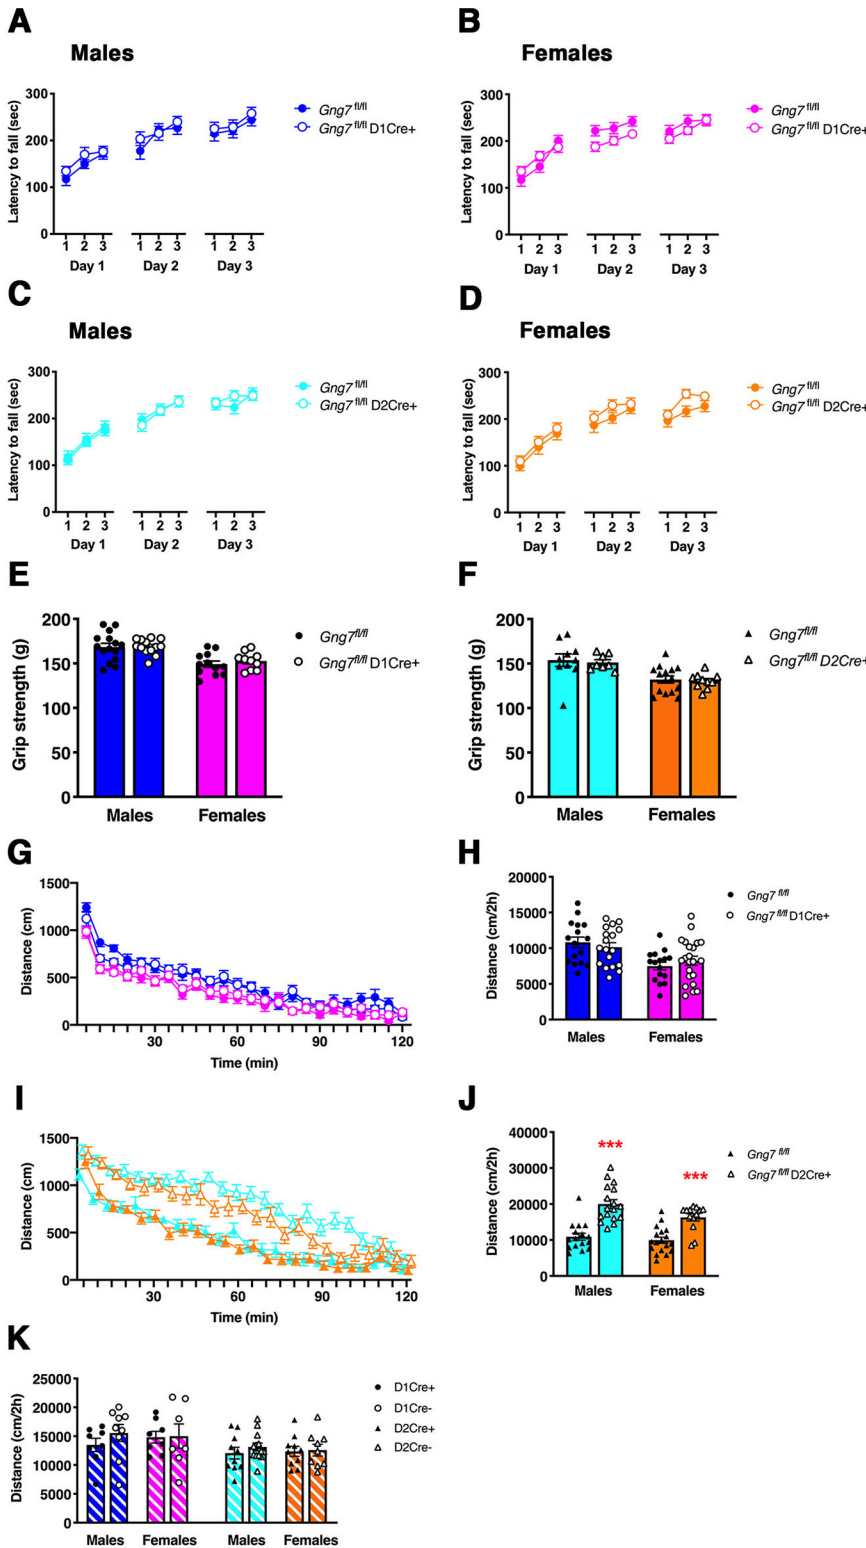 A
Males
300
200
100
0
Latency to fall (sec)
1 2 3 1 2 3 1 2 3
Day 1 Day 2 Day 3
Gng7 fl/fl
Gng7 fl/fl D1Cre+
B
Females
300
200
100
0
Latency to fall (sec)
1 2 3 1 2 3 1 2 3
Day 1 Day 2 Day 3
Gng7 fl/fl
Gng7 fl/fl D1Cre+
C
Males
300
200
100
0
Latency to fall (sec)
1 2 3 1 2 3 1 2 3
Day 1 Day 2 Day 3
Gng7 fl/fl
Gng7 fl/fl D2Cre+
D
Females
300
200
100
0
Latency to fall (sec)
1 2 3 1 2 3 1 2 3
Day 1 Day 2 Day 3
Gng7 fl/fl
Gng7 fl/fl D2Cre+
E
200
150
100
50
0
Grip strength (g)
Males Females
Gng7fl/fl
Gng7fl/fl D1Cre+
F
200
150
100
50
0
Grip strength (g)
Males Females
Gng7fl/fl
Gng7fl/fl D2Cre+
G
1500
1000
500
0
Distance (cm)
30 60 90 120
Time (min)
H
20000
15000
10000
5000
0
Distance (cm/2h)
Males Females
Gng7 fl/fl
Gng7 fl/fl D1Cre+
I
1500
1000
500
0
Distance (cm)
30 60 90 120
Time (min)
J
40000
30000
20000
10000
0
Distance (cm/2h)
*** ***
Males Females
Gng7 fl/fl
Gng7 fl/fl D2Cre+
K
25000
20000
15000
10000
5000
0
Distance (cm/2h)
Males Females Males Females
D1Cre+
D1Cre-
D2Cre+
D2Cre-